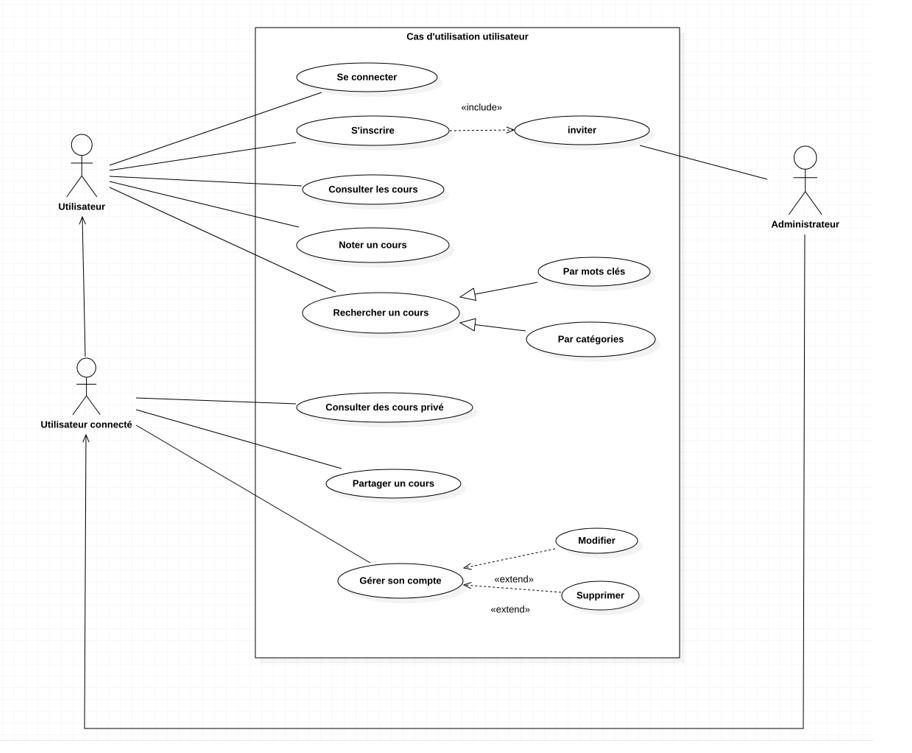 Cas d'utilisation utilisateur
Se connecter
«include»
S'inscrire
inviter
Utilisateur
Consulter les cours
Administrateur
Noter un cours
Par mots clés
Rechercher un cours
Par catégories
Consulter des cours privé
Utilisateur connecté
Partager un cours
Modifier
Gérer son compte
«extend»
Supprimer
«extend»